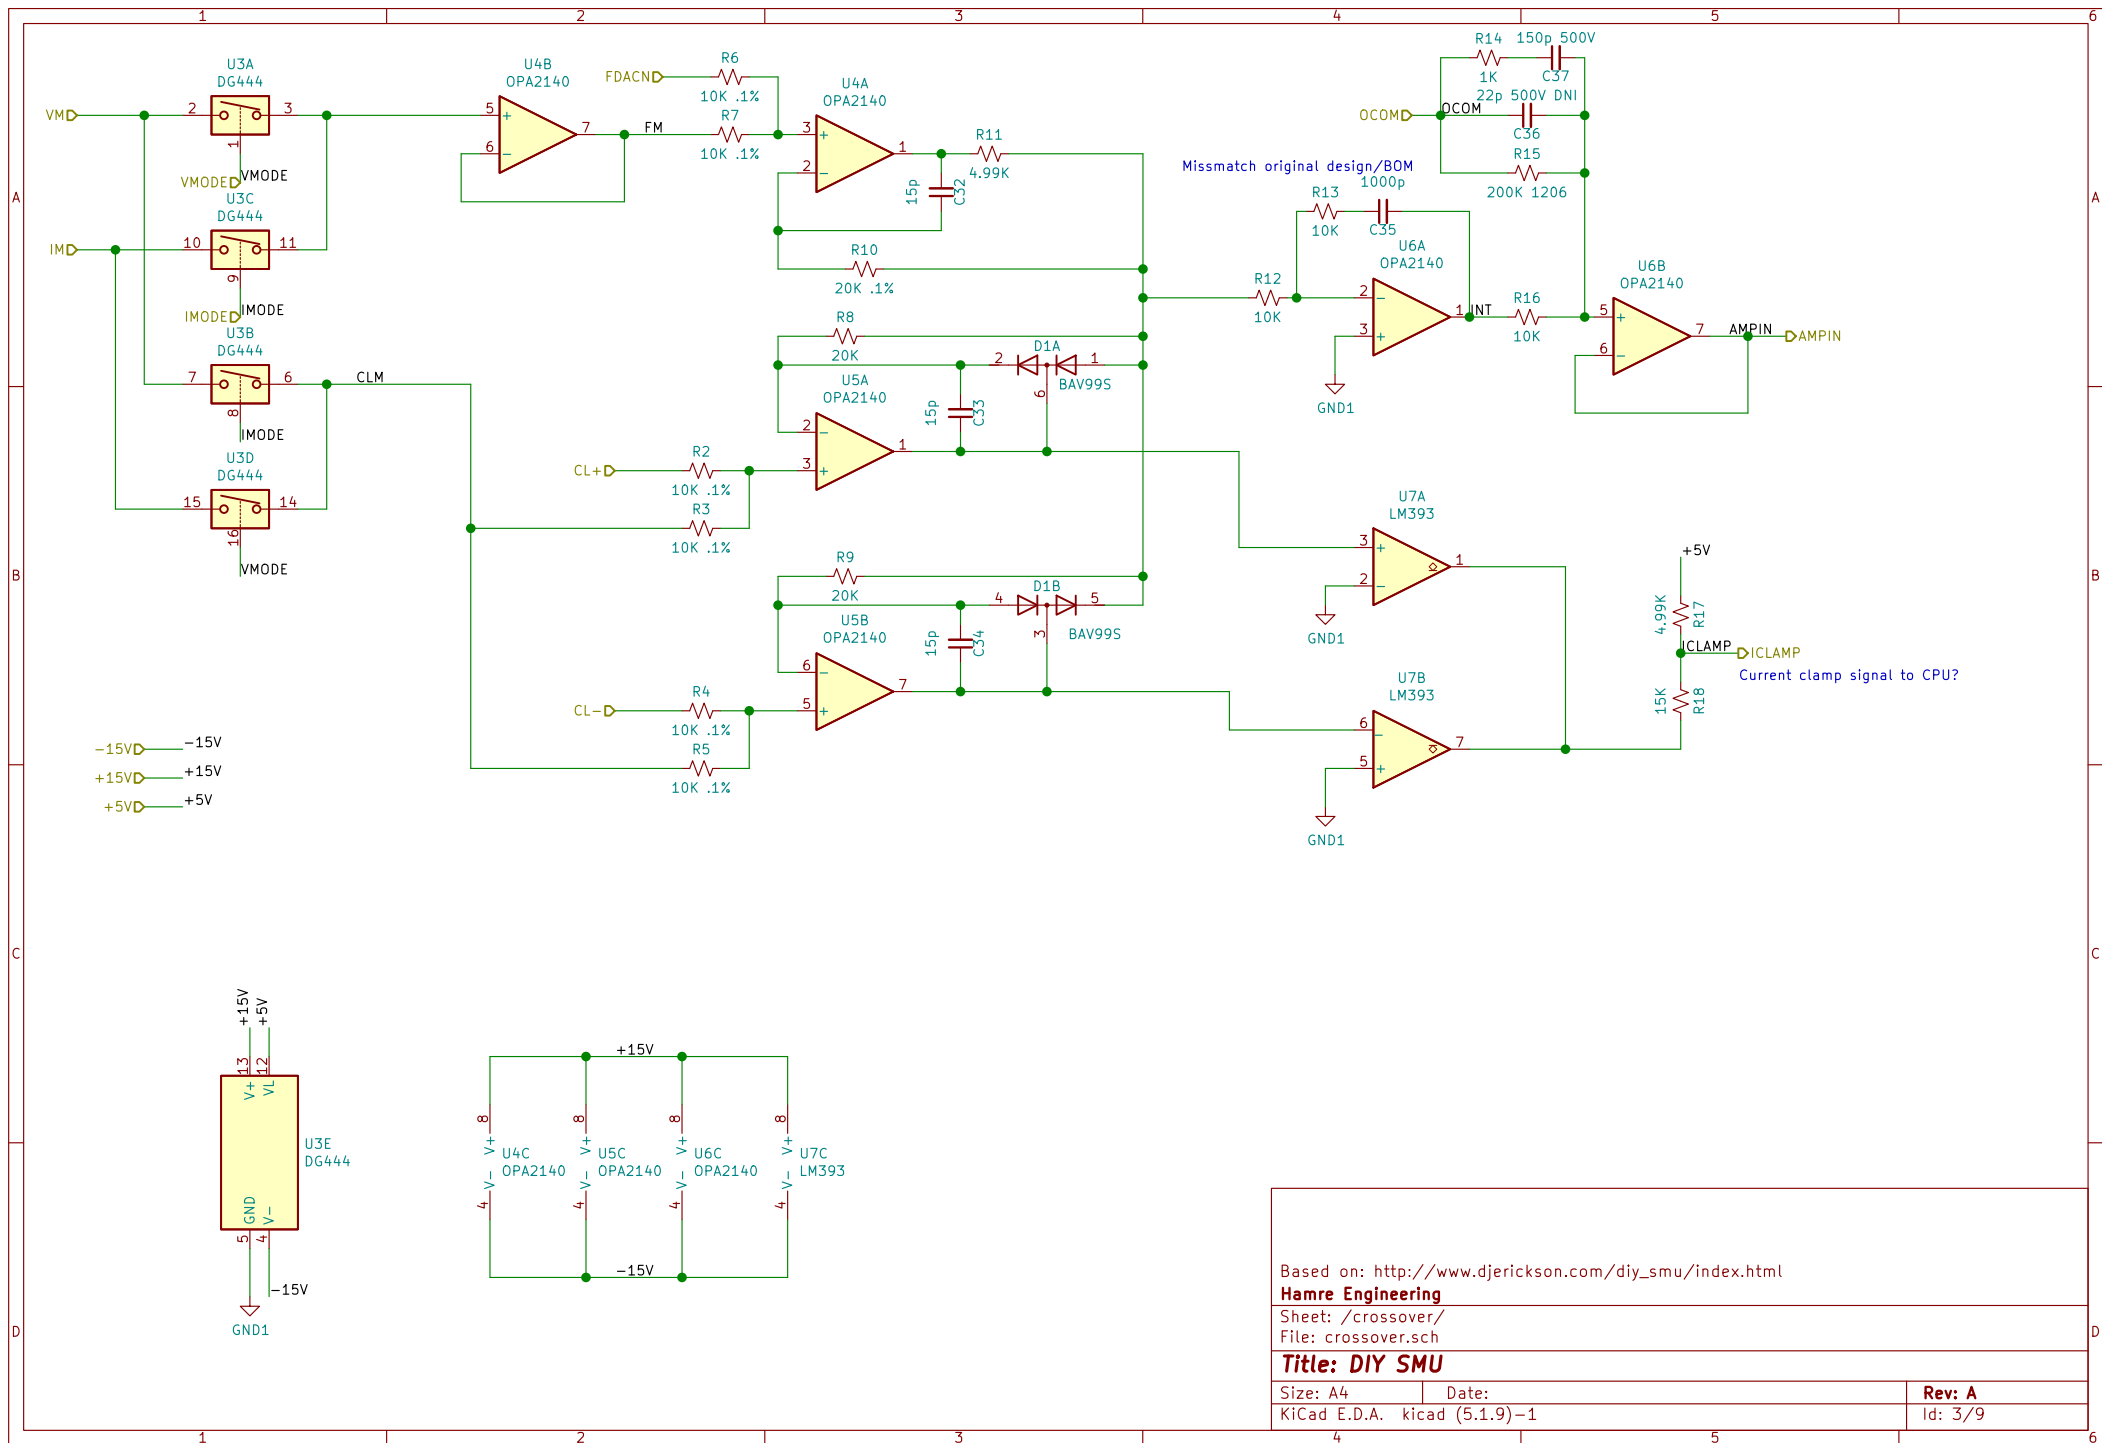 1 2 3 4 5 6
U3A
DG444
VM
2 3
1
VMODE
VMODE
U3C
DG444
IM
10 11
9
IMODE
IMODE
U3B
DG444
7 6
8
IMODE
CLM
U3D
DG444
15 14
16
VMODE
U4B
OPA2140
5
+
6
−
7
FM
FDACN
R6
10K .1%
R7
10K .1%
U4A
OPA2140
3
+
2
−
1
15p
C32
R11
4.99K
R10
20K .1%
R8
20K
D1A
2 1
BAV99S
6
U5A
OPA2140
15p
C33
2
−
3
+
1
CL+
R2
10K .1%
R3
10K .1%
R9
20K
D1B
4 5
BAV99S
3
U5B
OPA2140
15p
C34
6
−
5
+
7
CL−
R4
10K .1%
R5
10K .1%
R14
1K
150p 500V
C37
22p 500V DNI
OCOM
OCOM
C36
R15
200K 1206
Missmatch original design/BOM
1000p
R13
10K
C35
U6A
OPA2140
R12
10K
2
−
3
+
1
INT
GND1
R16
10K
U6B
OPA2140
5
+
6
−
7
AMPIN
AMPIN
U7A
LM393
3
+
2
−
1
GND1
U7B
LM393
6
−
5
+
7
GND1
+5V
4.99K
R17
ICLAMP
ICLAMP
Current clamp signal to CPU?
15K
R18
−15V
−15V
+15V
+15V
+5V
+5V
+15V
+5V
13
12
V+
VL
U3E
DG444
GND
V−
5
4
−15V
GND1
+15V
8
8
8
8
V+
V+
V+
V+
U4C
OPA2140
U5C
OPA2140
U6C
OPA2140
U7C
LM393
V−
V−
V−
V−
4
4
4
4
−15V
A
B
C
D
A
C
D
Based on: http://www.djerickson.com/diy_smu/index.html
Hamre Engineering
Sheet: /crossover/
File: crossover.sch
Title: DIY SMU
Size: A4 Date: Rev: A
KiCad E.D.A. kicad (5.1.9)−1 Id: 3/9
1 2 3 4 5 6
B